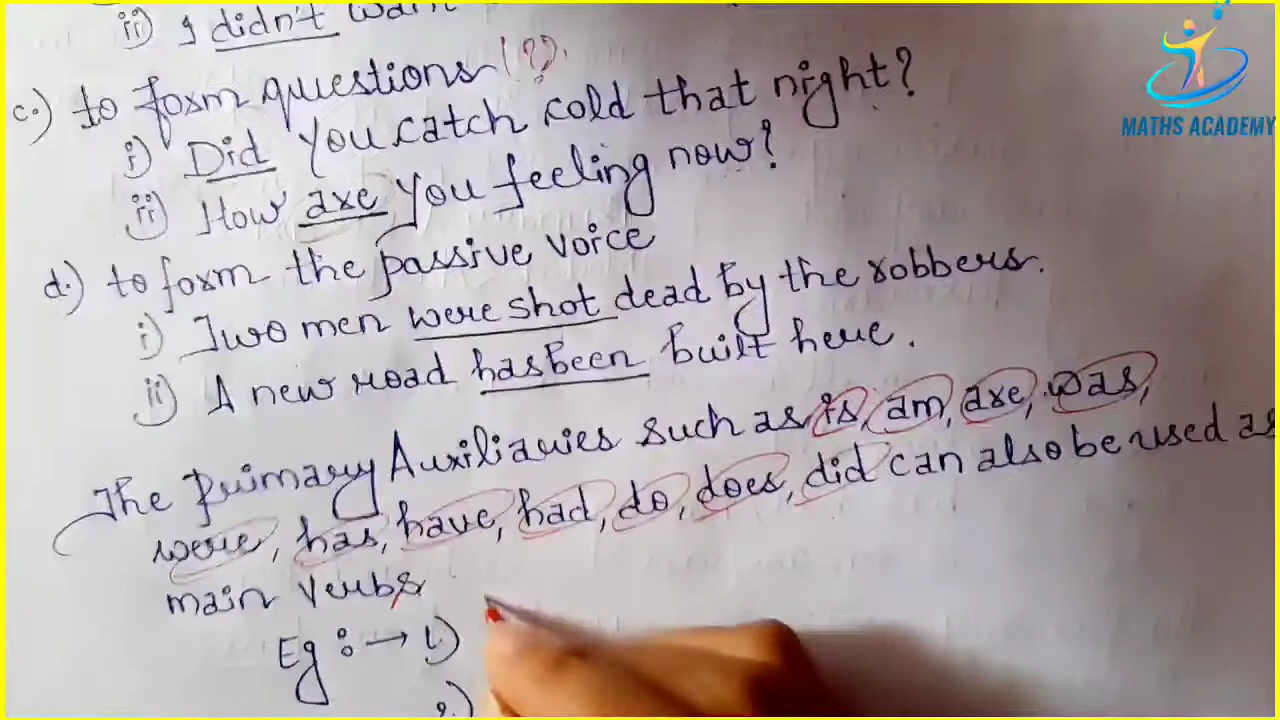 ii) I didn't want
c.) to form questions (?).
i) Did you catch cold that night?
ii) How are you feeling now?
d.) to form the passive voice
i) Two men were shot dead by the robbers.
ii) A new road hasbeen built here.
The Primary Auxiliaries such as is, am, are, was,
were, has, have, had, do, does, did can also be used as
main verbs
Eg :→ 1.)
2.)
MATHS ACADEMY